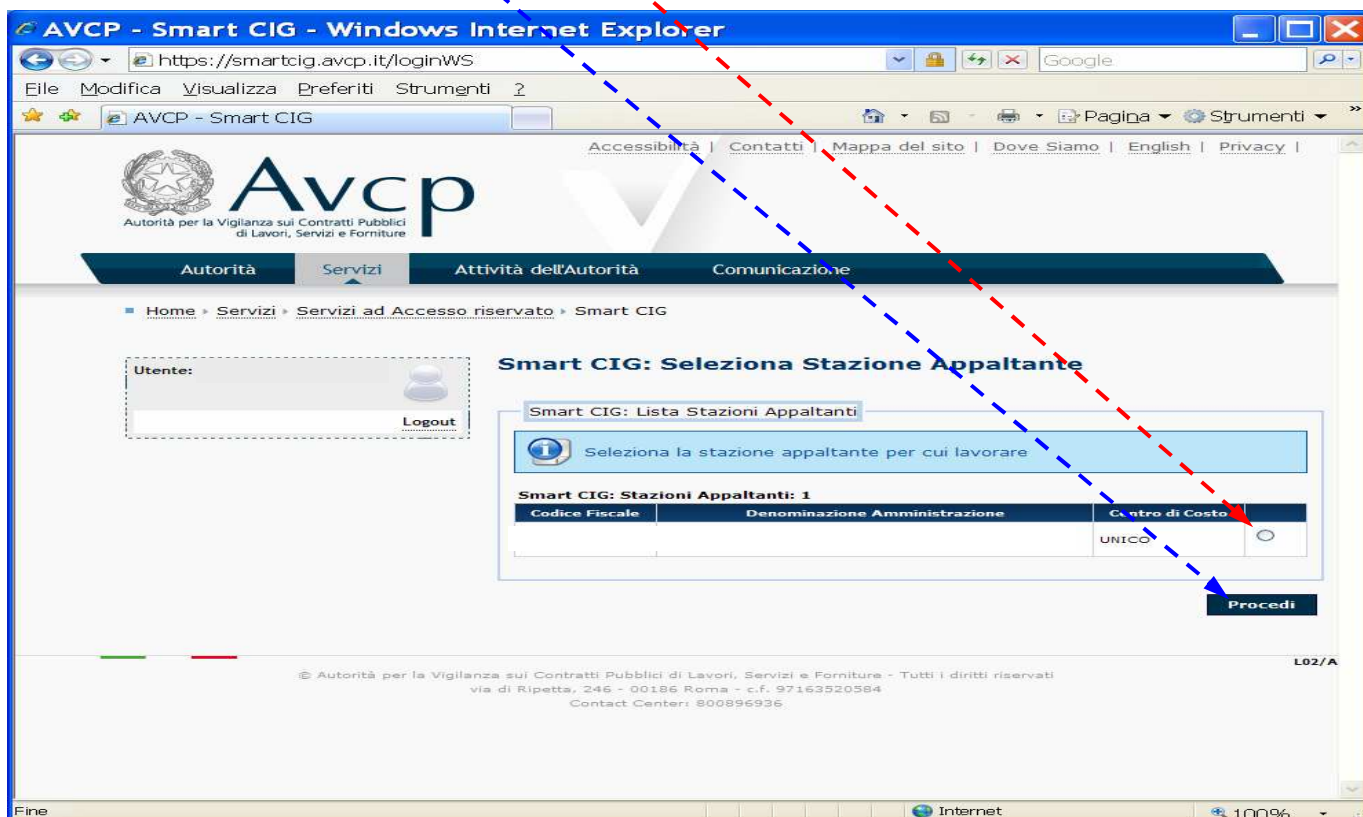 AVCP - Smart CIG - Windows Internet Explorer
https://smartcig.avcp.it/loginWS
Google
File Modifica Visualizza Preferiti Strumenti ?
AVCP - Smart CIG
Pagina
Strumenti
»
Accessibilità | Contatti | Mappa del sito | Dove Siamo | English | Privacy |
Avcp
Autorità per la Vigilanza sui Contratti Pubblici
di Lavori, Servizi e Forniture
Autorità Servizi Attività dell'Autorità Comunicazione
Home › Servizi › Servizi ad Accesso riservato › Smart CIG
Utente:
Logout
Smart CIG: Seleziona Stazione Appaltante
Smart CIG: Lista Stazioni Appaltanti
Seleziona la stazione appaltante per cui lavorare
Smart CIG: Stazioni Appaltanti: 1
Codice Fiscale Denominazione Amministrazione Centro di Costo
UNICO
Procedi
L02/A
© Autorità per la Vigilanza sui Contratti Pubblici di Lavori, Servizi e Forniture - Tutti i diritti riservati
via di Ripetta, 246 - 00186 Roma - c.f. 97163520584
Contact Center: 800896936
Fine Internet 100%